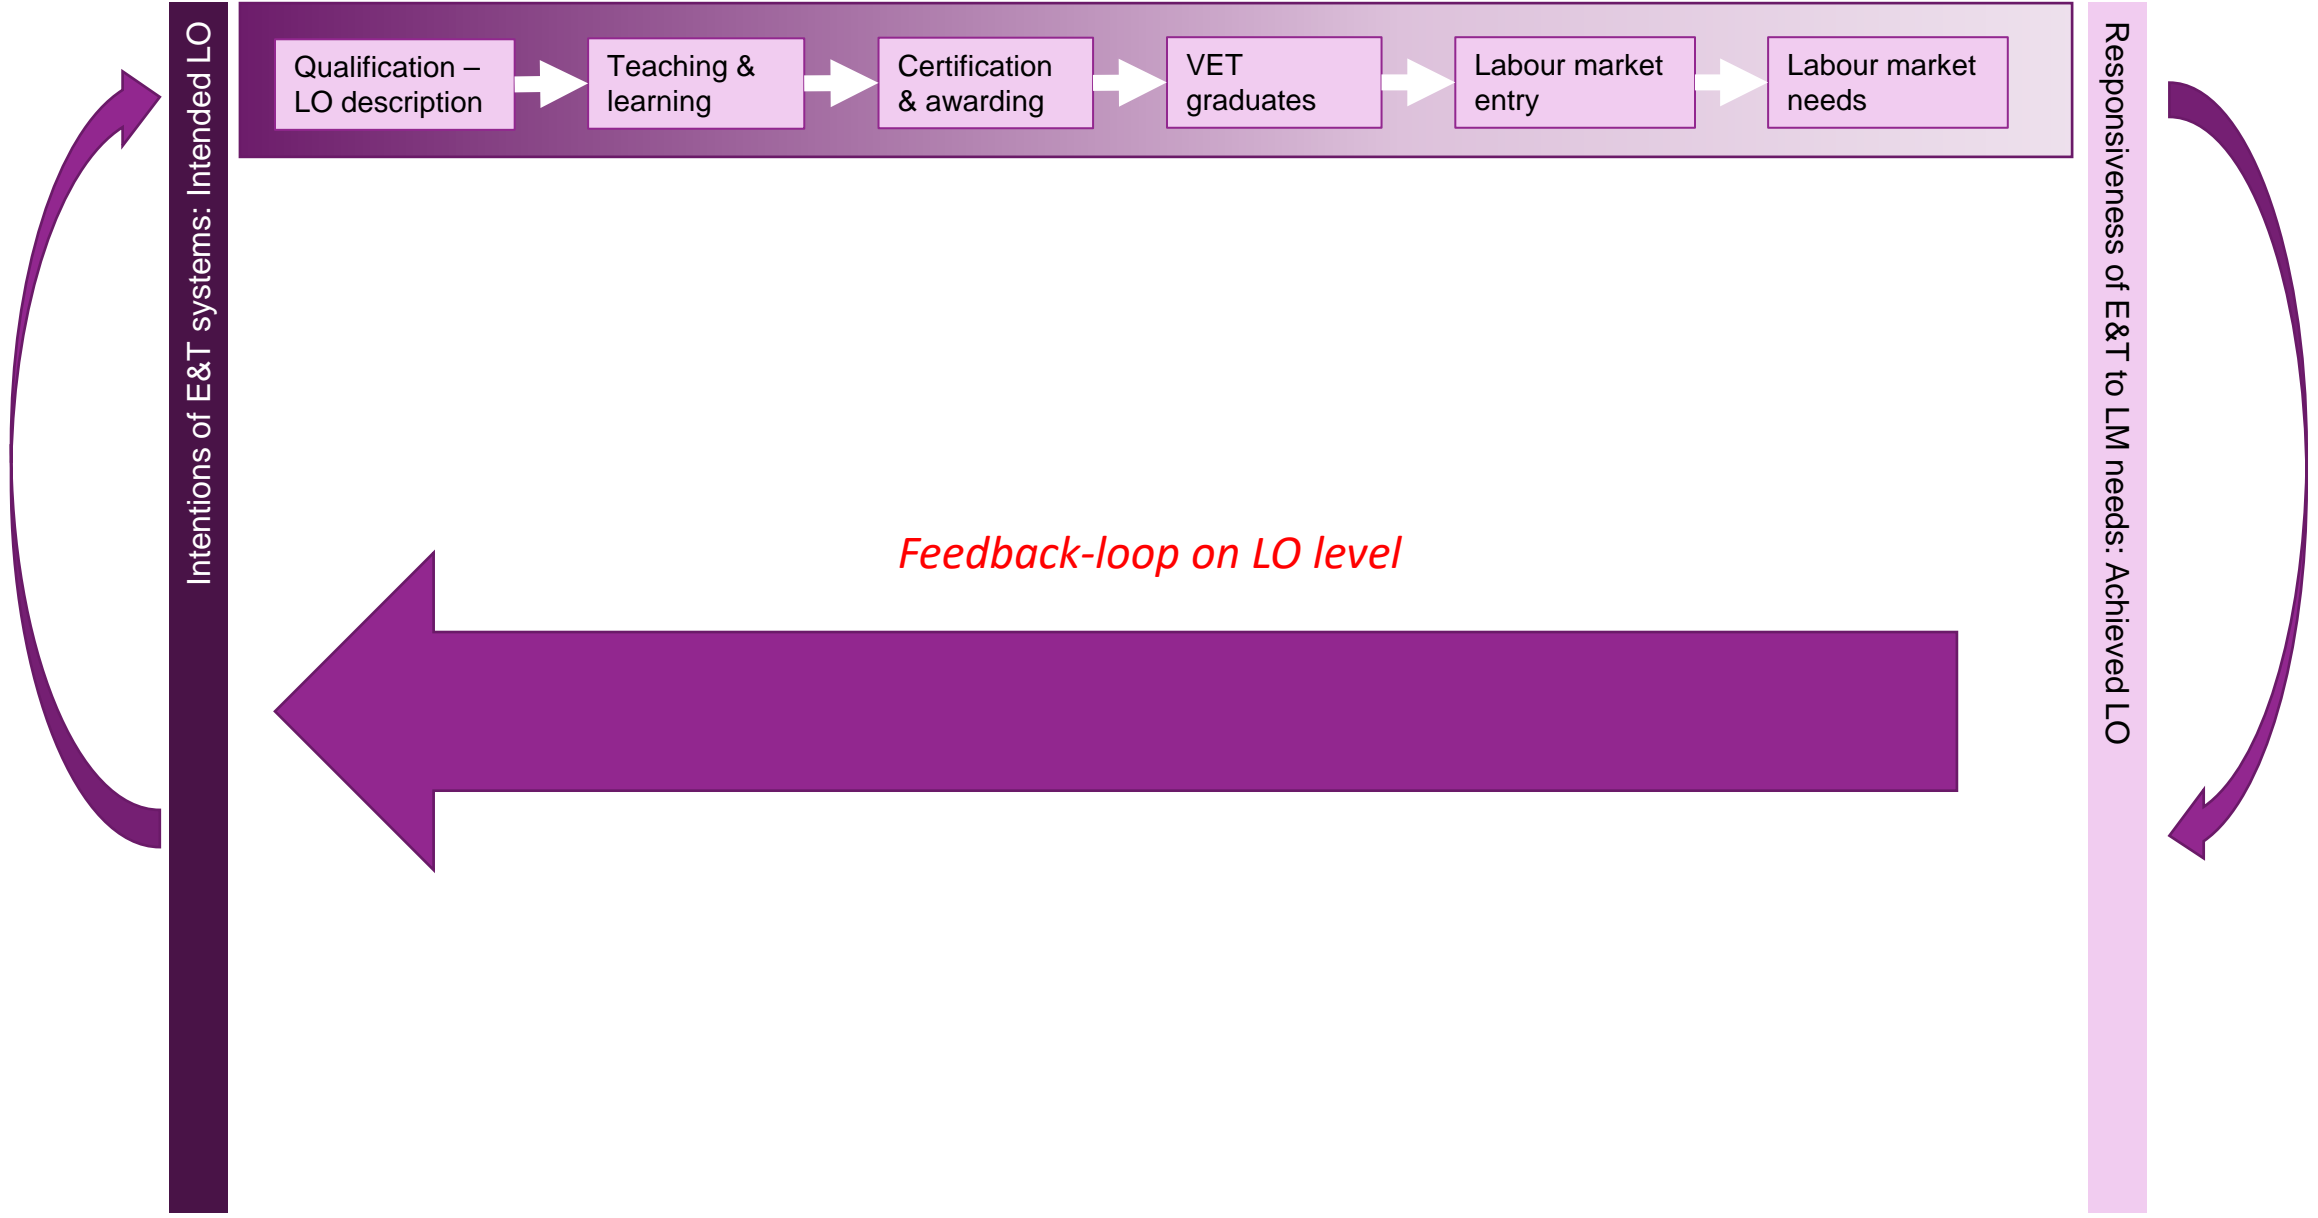 Intentions of E&T systems: Intended LO
Qualification –
LO description
Teaching &
learning
Certification
& awarding
VET
graduates
Labour market
entry
Labour market
needs
Responsiveness of E&T to LM needs: Achieved LO
Feedback-loop on LO level